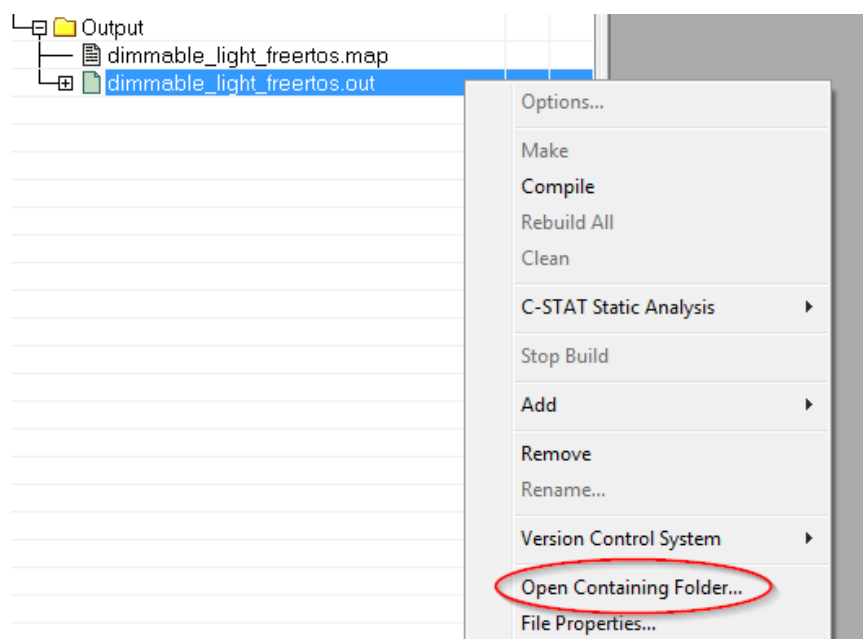 Output
dimmable_light_freertos.map
dimmable_light_freertos.out
Options...
Make
Compile
Rebuild All
Clean
C-STAT Static Analysis
Stop Build
Add
Remove
Rename...
Version Control System
Open Containing Folder...
File Properties...